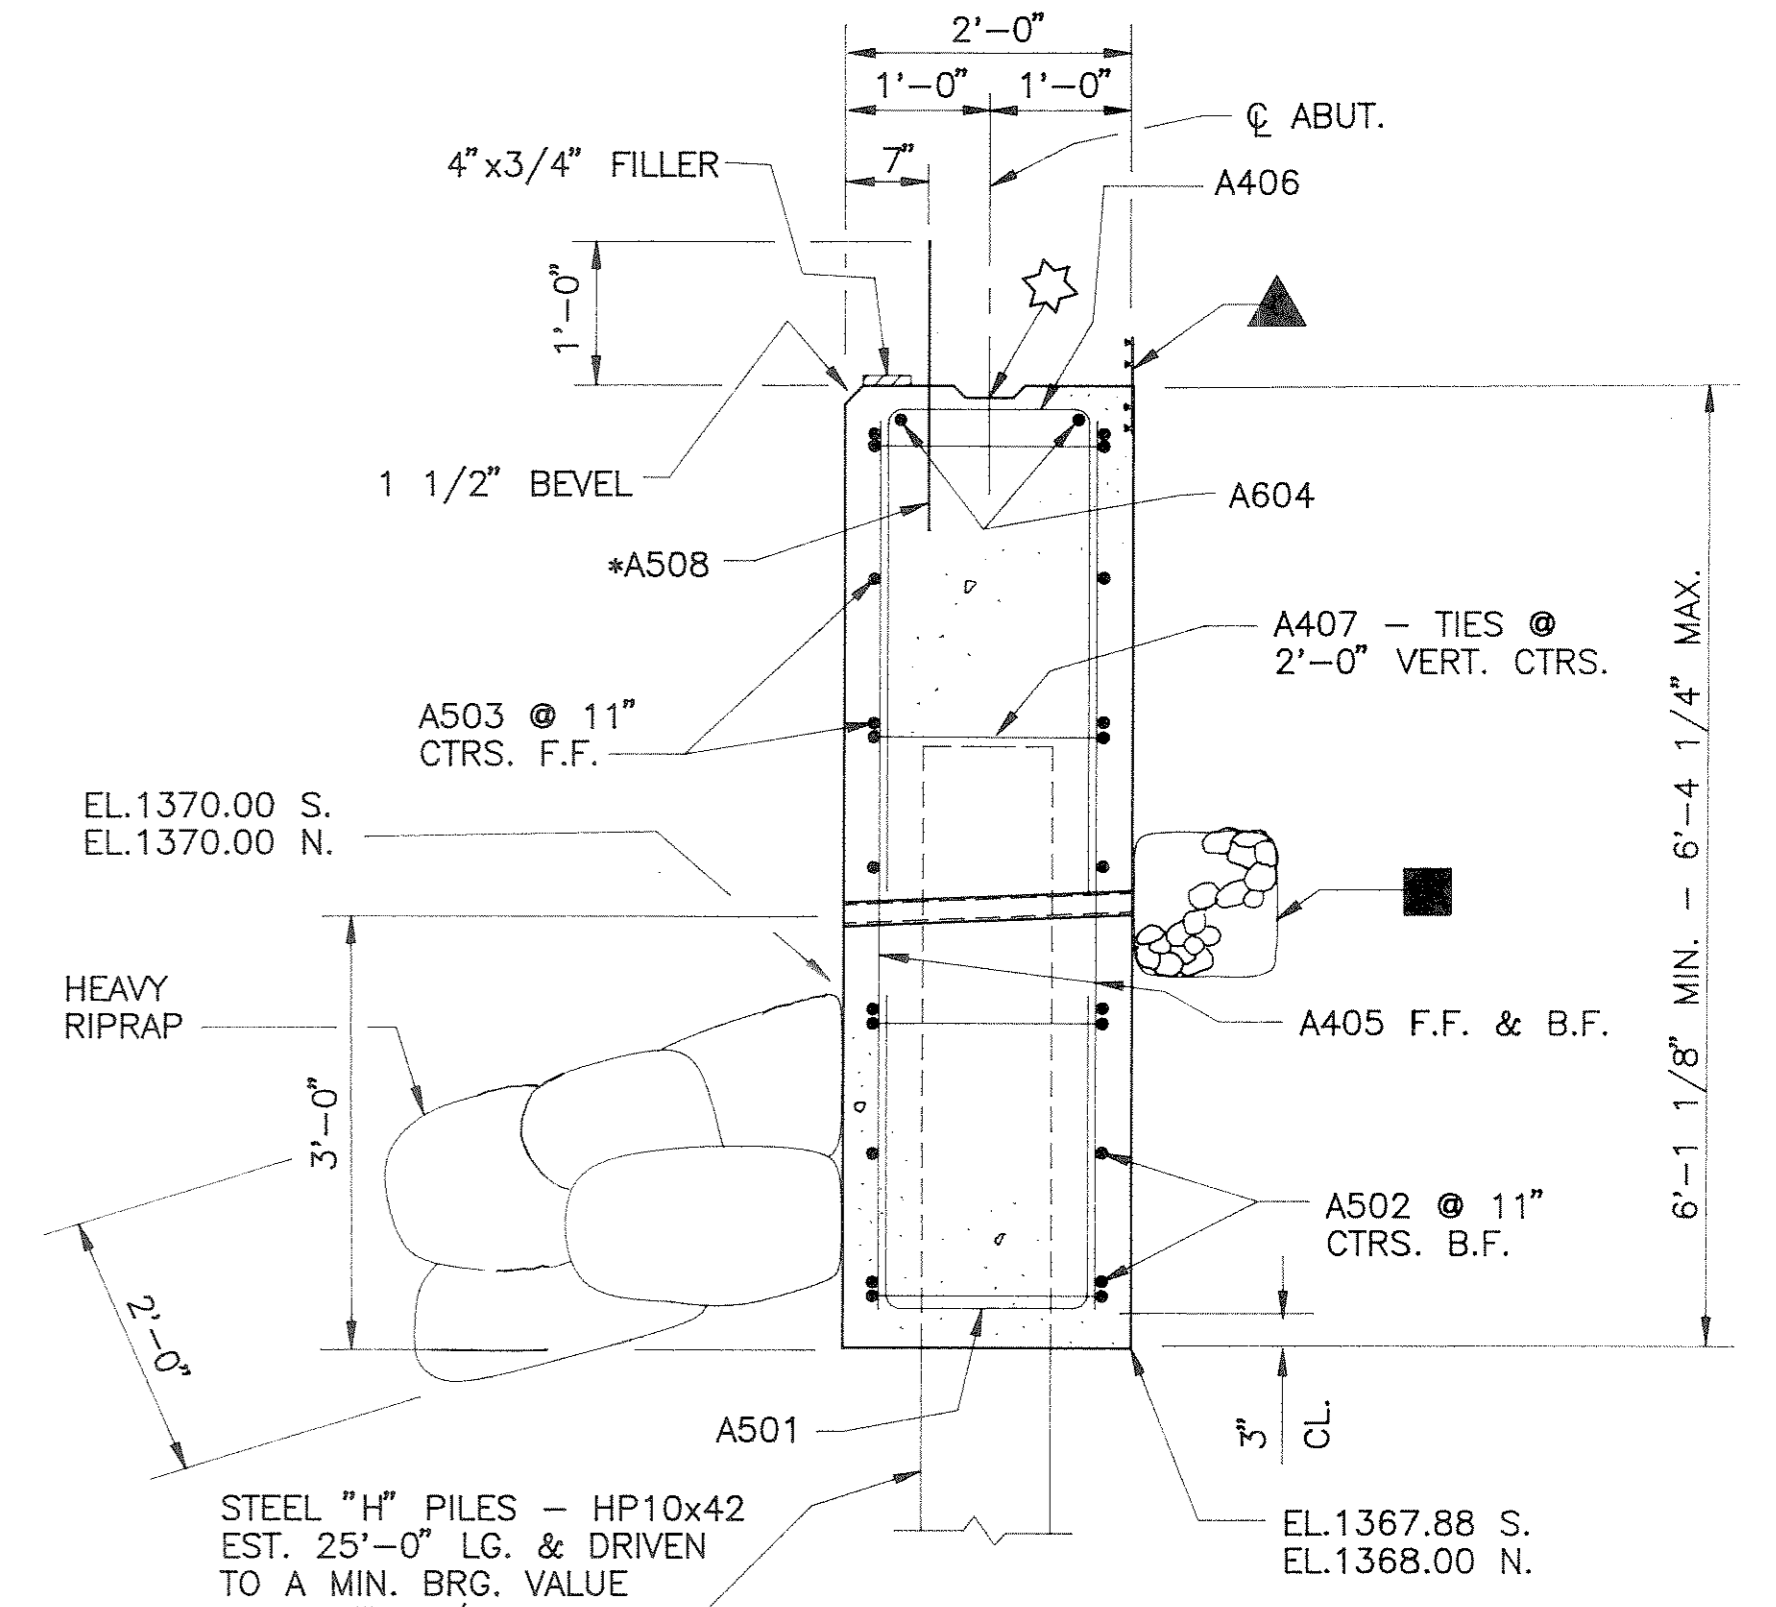 2'-0"
1'-0"
1'-0"
℄ ABUT.
4"x3/4" FILLER
7"
A406
1'-0"
1 1/2" BEVEL
A604
*A508
A407 - TIES @
2'-0" VERT. CTRS.
A503 @ 11"
CTRS. F.F.
EL.1370.00 S.
EL.1370.00 N.
6'-1 1/8" MIN. - 6'-4 1/4" MAX.
HEAVY
RIPRAP
3'-0"
A405 F.F. & B.F.
A502 @ 11"
CTRS. B.F.
2'-0"
A501
3"
CL.
STEEL "H" PILES - HP10x42
EST. 25'-0" LG. & DRIVEN
TO A MIN. BRG. VALUE
EL.1367.88 S.
EL.1368.00 N.